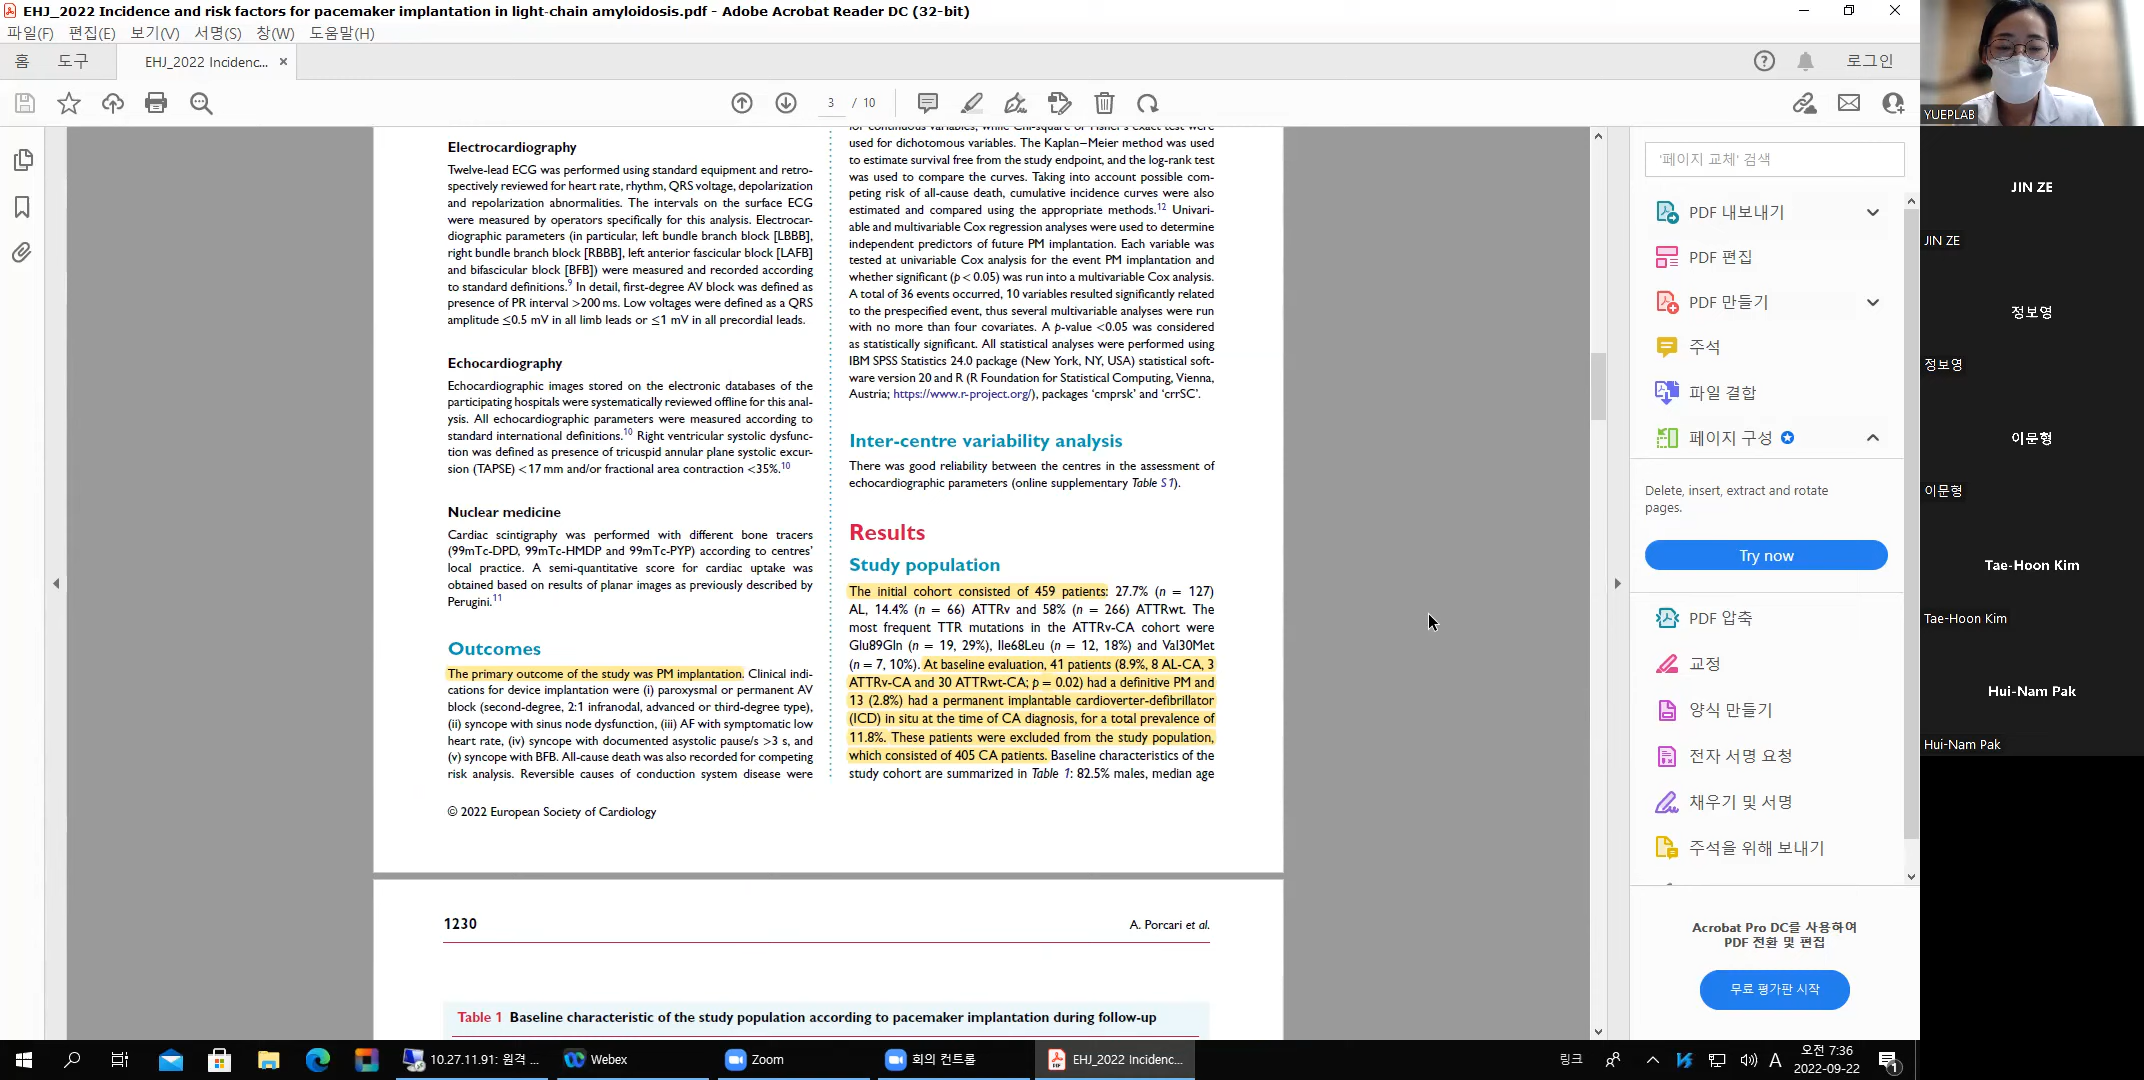 EHJ_2022 Incidence and risk factors for pacemaker implantation in light-chain amyloidosis.pdf - Adobe Acrobat Reader DC (32-bit)
파일(F) 편집(E) 보기(V) 서명(S) 창(W) 도움말(H)
홈 도구 EHJ_2022 Incidenc... × 로그인
3 / 10
Electrocardiography
Twelve-lead ECG was performed using standard equipment and retro-
spectively reviewed for heart rate, rhythm, QRS voltage, depolarization
and repolarization abnormalities. The intervals on the surface ECG
were measured by operators specifically for this analysis. Electrocar-
diographic parameters (in particular, left bundle branch block [LBBB],
right bundle branch block [RBBB], left anterior fascicular block [LAFB]
and bifascicular block [BFB]) were measured and recorded according
to standard definitions.9 In detail, first-degree AV block was defined as
presence of PR interval >200 ms. Low voltages were defined as a QRS
amplitude ≤0.5 mV in all limb leads or ≤1 mV in all precordial leads.
Echocardiography
Echocardiographic images stored on the electronic databases of the
participating hospitals were systematically reviewed offline for this anal-
ysis. All echocardiographic parameters were measured according to
standard international definitions.10 Right ventricular systolic dysfunc-
tion was defined as presence of tricuspid annular plane systolic excur-
sion (TAPSE) <17 mm and/or fractional area contraction <35%.10
Nuclear medicine
Cardiac scintigraphy was performed with different bone tracers
(99mTc-DPD, 99mTc-HMDP and 99mTc-PYP) according to centres'
local practice. A semi-quantitative score for cardiac uptake was
obtained based on results of planar images as previously described by
Perugini.11
Outcomes
The primary outcome of the study was PM implantation. Clinical indi-
cations for device implantation were (i) paroxysmal or permanent AV
block (second-degree, 2:1 infranodal, advanced or third-degree type),
(ii) syncope with sinus node dysfunction, (iii) AF with symptomatic low
heart rate, (iv) syncope with documented asystolic pause/s >3 s, and
(v) syncope with BFB. All-cause death was also recorded for competing
risk analysis. Reversible causes of conduction system disease were
© 2022 European Society of Cardiology
for continuous variables, while Chi-square or Fisher's exact test were
used for dichotomous variables. The Kaplan–Meier method was used
to estimate survival free from the study endpoint, and the log-rank test
was used to compare the curves. Taking into account possible com-
peting risk of all-cause death, cumulative incidence curves were also
estimated and compared using the appropriate methods.12 Univari-
able and multivariable Cox regression analyses were used to determine
independent predictors of future PM implantation. Each variable was
tested at univariable Cox analysis for the event PM implantation and
whether significant (p < 0.05) was run into a multivariable Cox analysis.
A total of 36 events occurred, 10 variables resulted significantly related
to the prespecified event, thus several multivariable analyses were run
with no more than four covariates. A p-value <0.05 was considered
as statistically significant. All statistical analyses were performed using
IBM SPSS Statistics 24.0 package (New York, NY, USA) statistical soft-
ware version 20 and R (R Foundation for Statistical Computing, Vienna,
Austria; https://www.r-project.org/), packages 'cmprsk' and 'crrSC'.
Inter-centre variability analysis
There was good reliability between the centres in the assessment of
echocardiographic parameters (online supplementary Table S1).
Results
Study population
The initial cohort consisted of 459 patients: 27.7% (n = 127)
AL, 14.4% (n = 66) ATTRv and 58% (n = 266) ATTRwt. The
most frequent TTR mutations in the ATTRv-CA cohort were
Glu89Gln (n = 19, 29%), Ile68Leu (n = 12, 18%) and Val30Met
(n = 7, 10%). At baseline evaluation, 41 patients (8.9%, 8 AL-CA, 3
ATTRv-CA and 30 ATTRwt-CA; p = 0.02) had a definitive PM and
13 (2.8%) had a permanent implantable cardioverter-defibrillator
(ICD) in situ at the time of CA diagnosis, for a total prevalence of
11.8%. These patients were excluded from the study population,
which consisted of 405 CA patients. Baseline characteristics of the
study cohort are summarized in Table 1: 82.5% males, median age
1230 A. Porcari et al.
Table 1 Baseline characteristic of the study population according to pacemaker implantation during follow-up
'페이지 교체' 검색
PDF 내보내기
PDF 편집
PDF 만들기
주석
파일 결합
페이지 구성
Delete, insert, extract and rotate
pages.
Try now
PDF 압축
교정
양식 만들기
전자 서명 요청
채우기 및 서명
주석을 위해 보내기
Acrobat Pro DC를 사용하여
PDF 전환 및 편집
무료 평가판 시작
YUEPLAB
JIN ZE
JIN ZE
정보영
정보영
이문형
이문형
Tae-Hoon Kim
Tae-Hoon Kim
Hui-Nam Pak
Hui-Nam Pak
10.27.11.91: 원격 ... Webex Zoom 회의 컨트롤 EHJ_2022 Incidenc... 링크 A 오전 7:36
2022-09-22 1